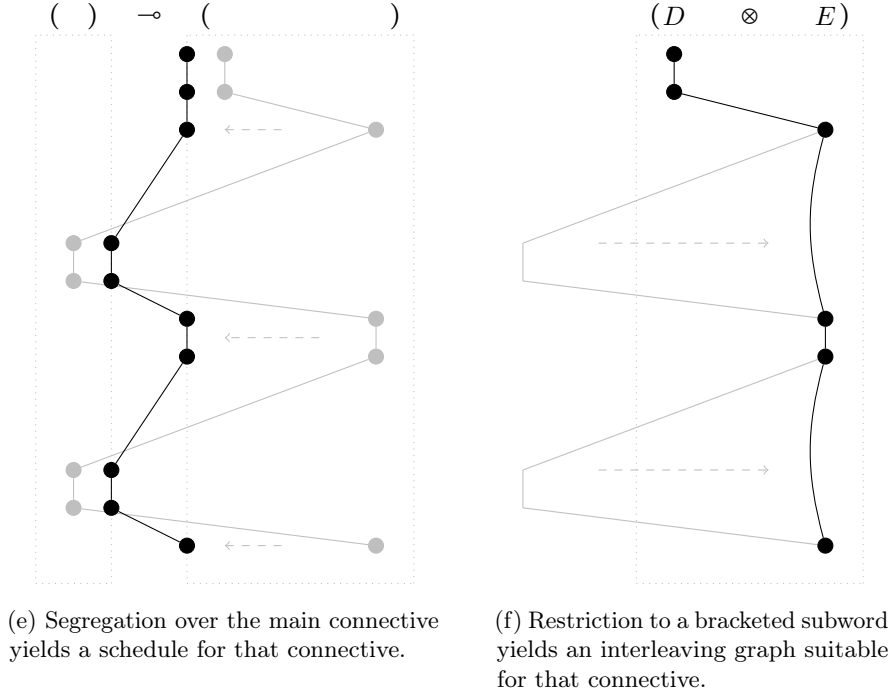 ( ) ⊸ ( )
(D ⊗ E)
(e) Segregation over the main connective
yields a schedule for that connective.
(f) Restriction to a bracketed subword
yields an interleaving graph suitable
for that connective.